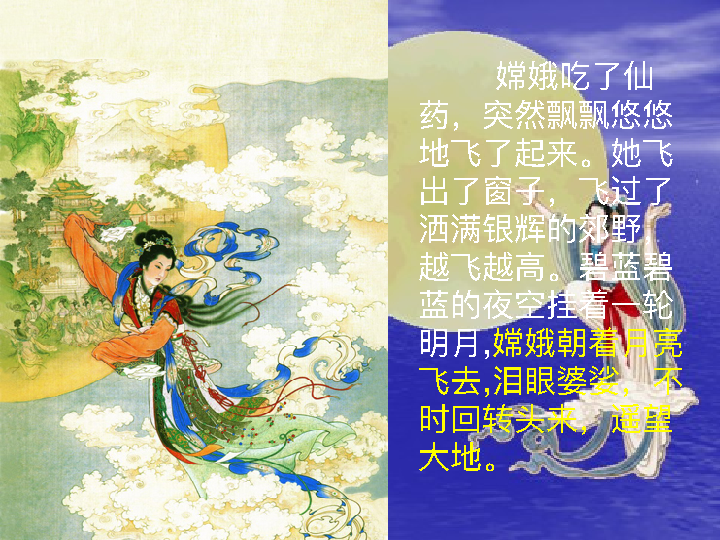 嫦娥吃了仙
药，突然飘飘悠悠
地飞了起来。她飞
出了窗子，飞过了
洒满银辉的郊野，
越飞越高。碧蓝碧
蓝的夜空挂着一轮
明月,嫦娥朝着月亮
飞去,泪眼婆娑，不
时回转头来，遥望
大地。